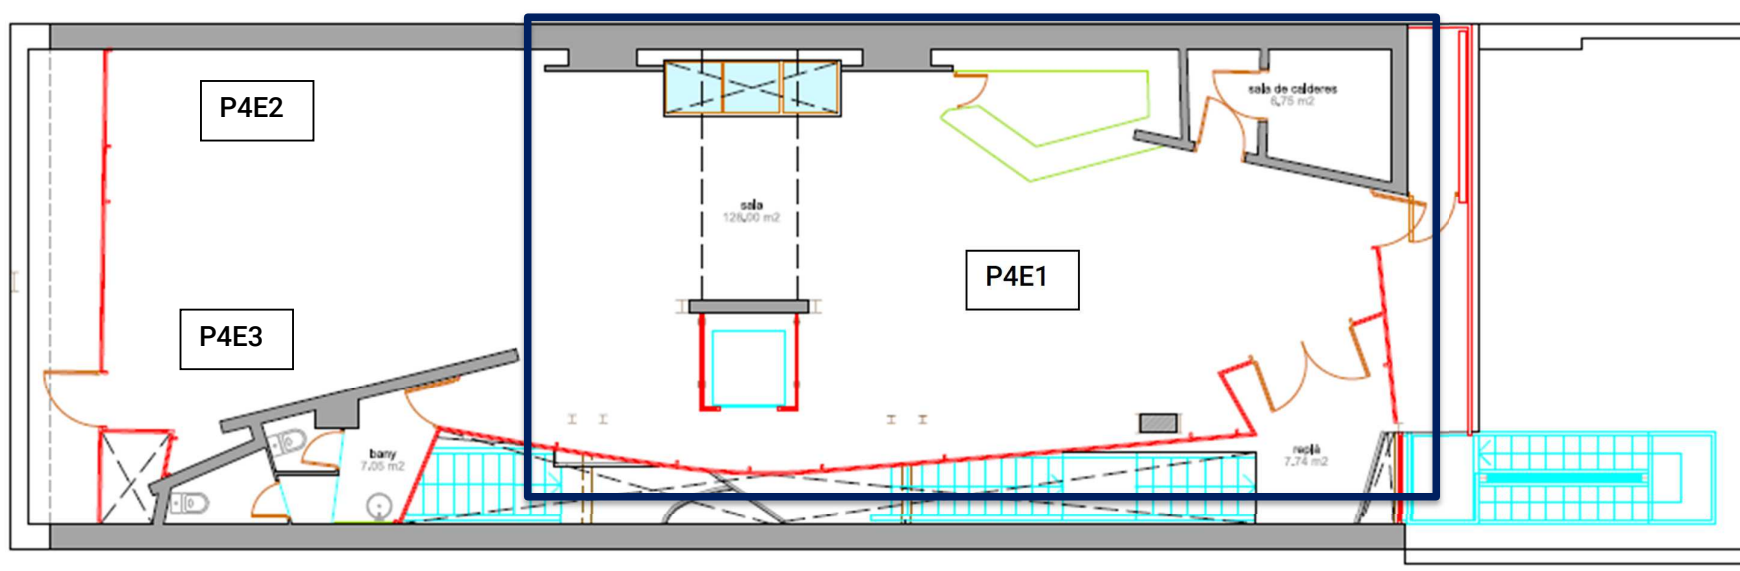 P4E2
sala de calderes
6,75 m2
sala
128,00 m2
P4E1
P4E3
bany
7.05 m2
replà
7.74 m2